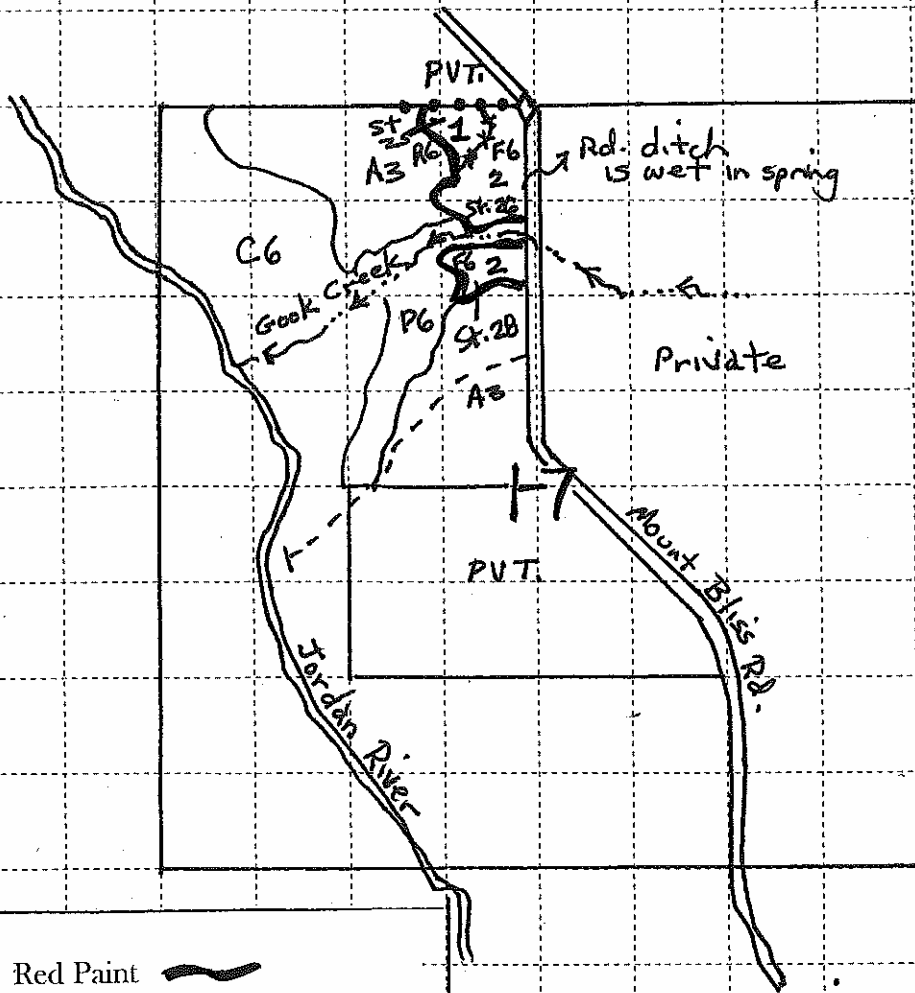 PVT.
St
2
1
R6
F6
A3
2
Rd. ditch
is wet in spring
St. 26
C6
Gook Creek
F6
2
P6
St. 28
Private
A3
17
PVT.
Mount Bliss Rd.
Jordan River
Red Paint